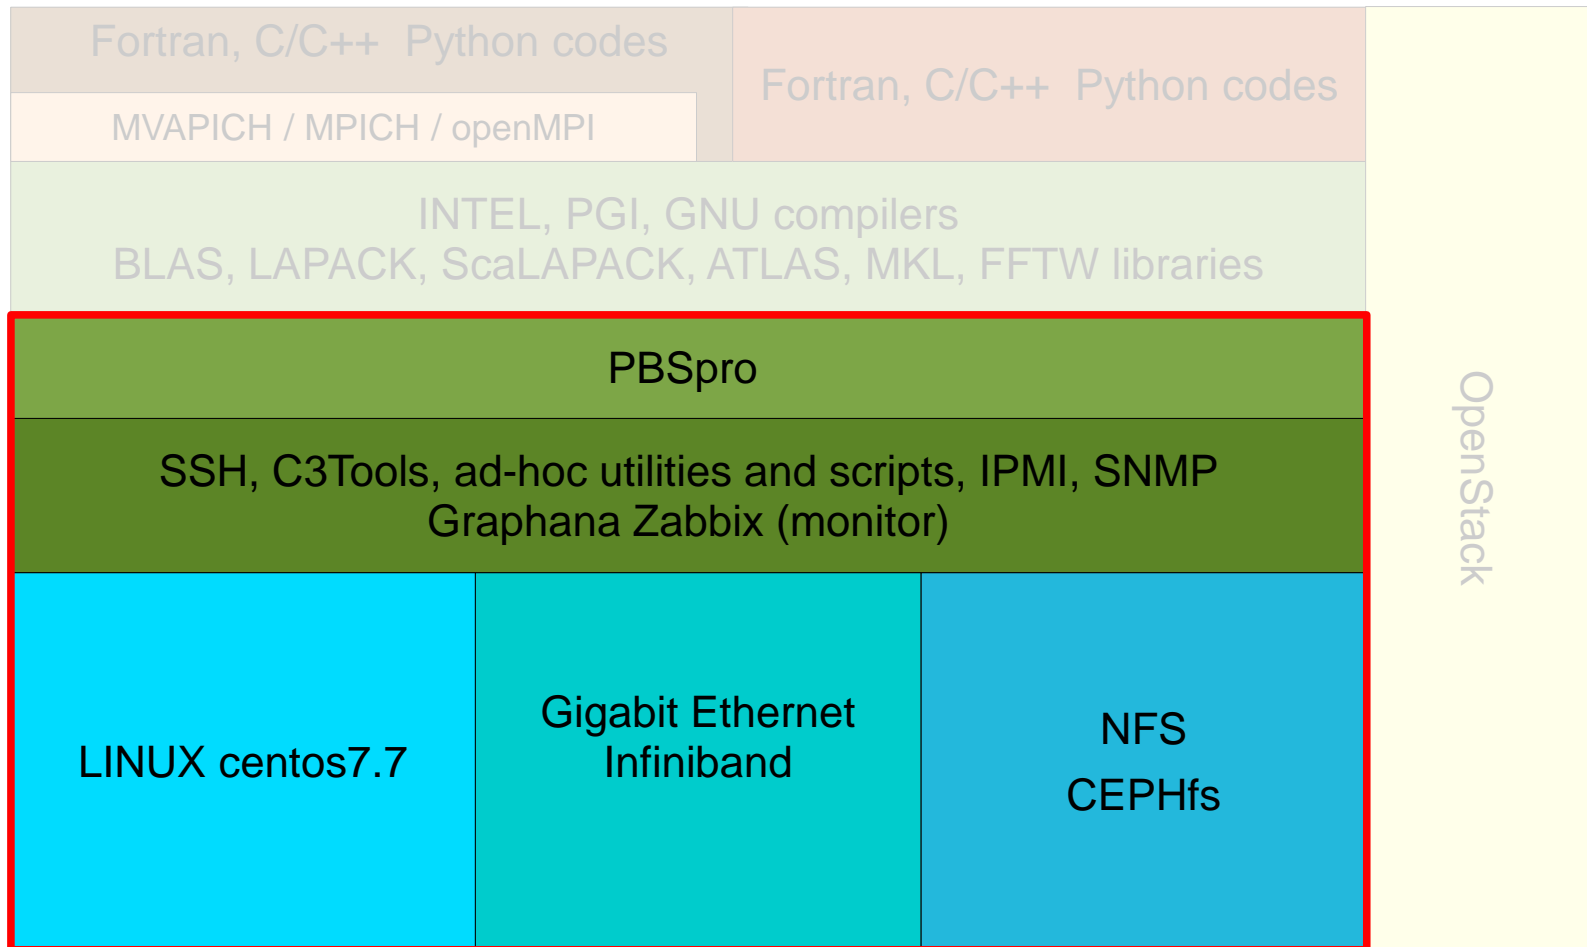 Fortran, C/C++  Python codes
MVAPICH / MPICH / openMPI
Fortran, C/C++  Python codes
INTEL, PGI, GNU compilers
BLAS, LAPACK, ScaLAPACK, ATLAS, MKL, FFTW libraries
PBSpro
SSH, C3Tools, ad-hoc utilities and scripts, IPMI, SNMP
Graphana Zabbix (monitor)
LINUX centos7.7
Gigabit Ethernet
Infiniband
NFS
CEPHfs
OpenStack